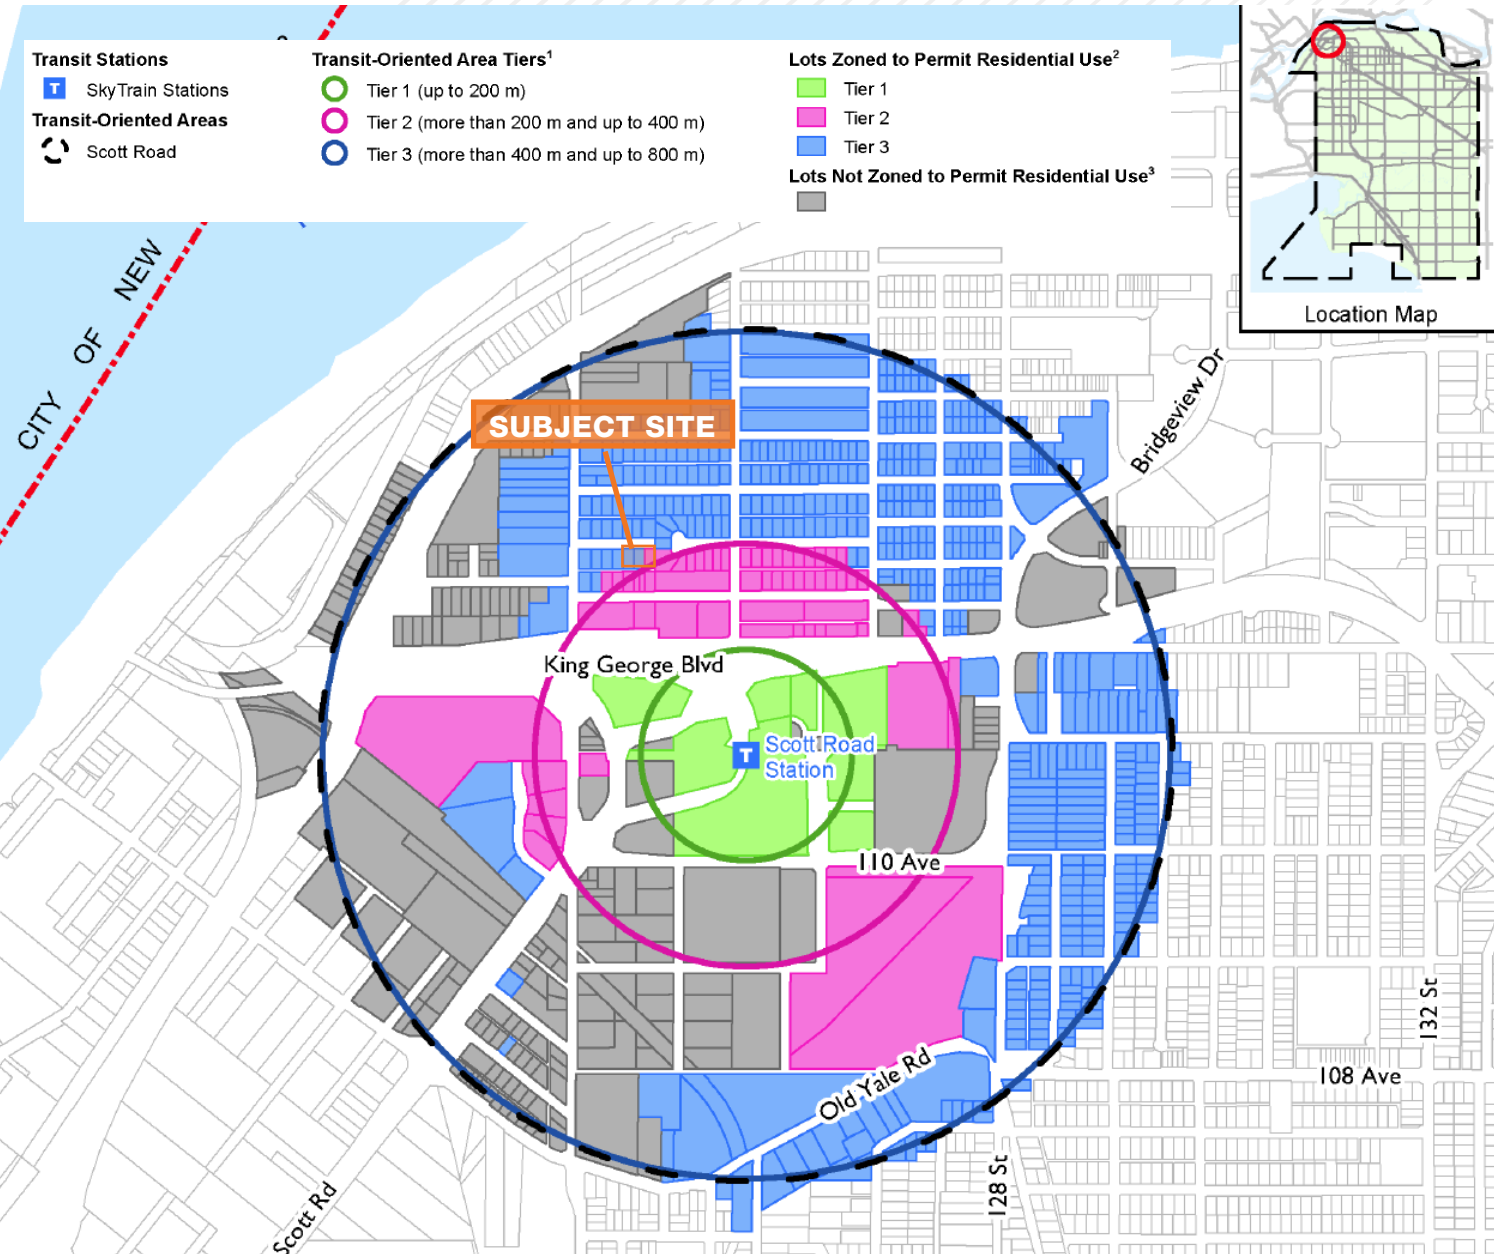 Transit Stations
T SkyTrain Stations
Transit-Oriented Areas
Scott Road
Transit-Oriented Area Tiers¹
Tier 1 (up to 200 m)
Tier 2 (more than 200 m and up to 400 m)
Tier 3 (more than 400 m and up to 800 m)
Lots Zoned to Permit Residential Use²
Tier 1
Tier 2
Tier 3
Lots Not Zoned to Permit Residential Use³
Location Map
CITY OF NEW
SUBJECT SITE
Bridgeview Dr
King George Blvd
T Scott Road
Station
110 Ave
132 St
108 Ave
Old Yale Rd
128 St
Scott Rd